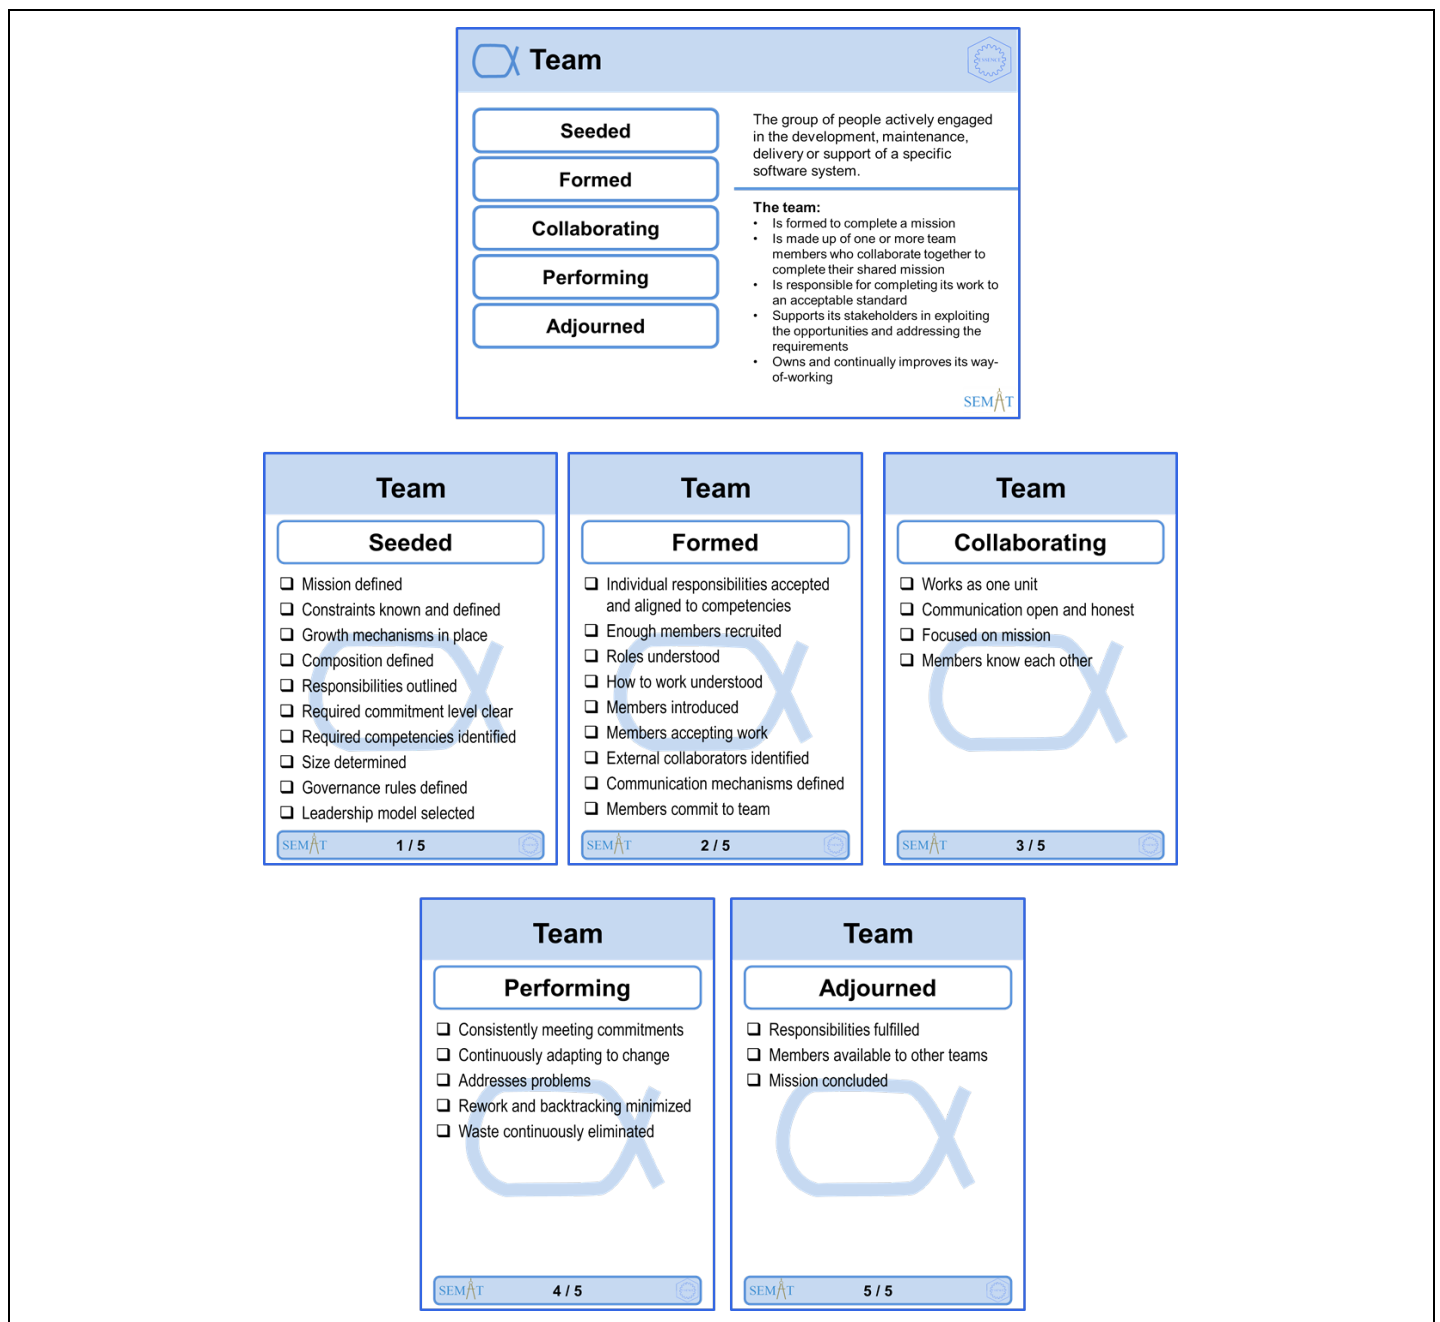 Team
ESSENCE
Seeded
Formed
Collaborating
Performing
Adjourned
The group of people actively engaged
in the development, maintenance,
delivery or support of a specific
software system.
The team:
• Is formed to complete a mission
• Is made up of one or more team
members who collaborate together to
complete their shared mission
• Is responsible for completing its work to
an acceptable standard
• Supports its stakeholders in exploiting
the opportunities and addressing the
requirements
• Owns and continually improves its way-
of-working
SEMAT
Team
Seeded
Mission defined
Constraints known and defined
Growth mechanisms in place
Composition defined
Responsibilities outlined
Required commitment level clear
Required competencies identified
Size determined
Governance rules defined
Leadership model selected
SEMAT 1 / 5
Team
Formed
Individual responsibilities accepted
and aligned to competencies
Enough members recruited
Roles understood
How to work understood
Members introduced
Members accepting work
External collaborators identified
Communication mechanisms defined
Members commit to team
SEMAT 2 / 5
Team
Collaborating
Works as one unit
Communication open and honest
Focused on mission
Members know each other
SEMAT 3 / 5
Team
Performing
Consistently meeting commitments
Continuously adapting to change
Addresses problems
Rework and backtracking minimized
Waste continuously eliminated
SEMAT 4 / 5
Team
Adjourned
Responsibilities fulfilled
Members available to other teams
Mission concluded
SEMAT 5 / 5